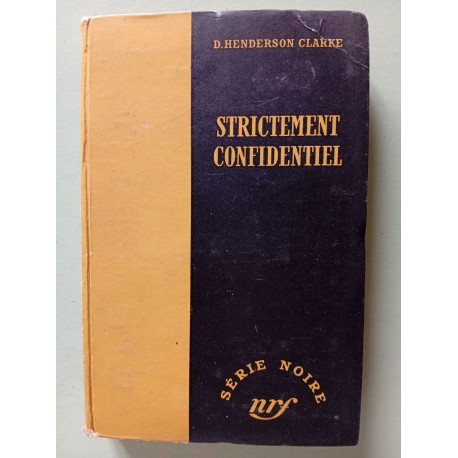 D. HENDERSON CLARKE
STRICTEMENT
CONFIDENTIEL
SÉRIE NOIRE
nrf